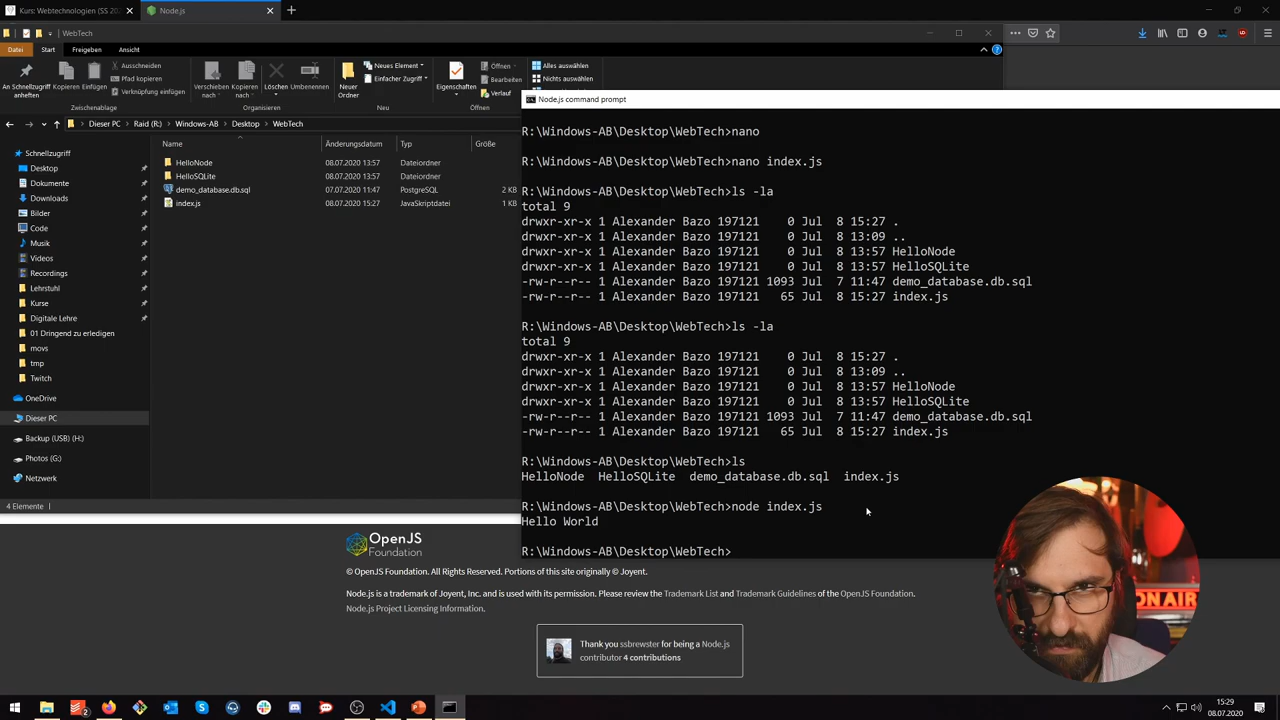 Kurs: Webtechnologien (SS 20
Node.js
WebTech
Datei
Start
Freigeben
Ansicht
An Schnellzugriff anheften
Kopieren
Einfügen
Ausschneiden
Pfad kopieren
Verknüpfung einfügen
Zwischenablage
Verschieben nach
Kopieren nach
Löschen
Umbenennen
Organisieren
Neuer Ordner
Neues Element
Einfacher Zugriff
Neu
Eigenschaften
Öffnen
Bearbeiten
Verlauf
Öffnen
Alles auswählen
Nichts auswählen
Dieser PC
Raid (R:)
Windows-AB
Desktop
WebTech
Name
Änderungsdatum
Typ
Größe
HelloNode 08.07.2020 13:57 Dateiordner
HelloSQLite 08.07.2020 13:57 Dateiordner
demo_database.db.sql 07.07.2020 11:47 PostgreSQL 2 KB
index.js 08.07.2020 15:27 JavaSkriptdatei 1 KB
Schnellzugriff
Desktop
Dokumente
Downloads
Bilder
Code
Musik
Videos
Recordings
Lehrstuhl
Kurse
Digitale Lehre
01 Dringend zu erledigen
movs
tmp
Twitch
OneDrive
Dieser PC
Backup (USB) (H:)
Photos (G:)
Netzwerk
4 Elemente
Node.js command prompt
R:\Windows-AB\Desktop\WebTech>nano
R:\Windows-AB\Desktop\WebTech>nano index.js
R:\Windows-AB\Desktop\WebTech>ls -la
total 9
drwxr-xr-x 1 Alexander Bazo 197121    0 Jul  8 15:27 .
drwxr-xr-x 1 Alexander Bazo 197121    0 Jul  8 13:09 ..
drwxr-xr-x 1 Alexander Bazo 197121    0 Jul  8 13:57 HelloNode
drwxr-xr-x 1 Alexander Bazo 197121    0 Jul  8 13:57 HelloSQLite
-rw-r--r-- 1 Alexander Bazo 197121 1093 Jul  7 11:47 demo_database.db.sql
-rw-r--r-- 1 Alexander Bazo 197121   65 Jul  8 15:27 index.js
R:\Windows-AB\Desktop\WebTech>ls -la
total 9
drwxr-xr-x 1 Alexander Bazo 197121    0 Jul  8 15:27 .
drwxr-xr-x 1 Alexander Bazo 197121    0 Jul  8 13:09 ..
drwxr-xr-x 1 Alexander Bazo 197121    0 Jul  8 13:57 HelloNode
drwxr-xr-x 1 Alexander Bazo 197121    0 Jul  8 13:57 HelloSQLite
-rw-r--r-- 1 Alexander Bazo 197121 1093 Jul  7 11:47 demo_database.db.sql
-rw-r--r-- 1 Alexander Bazo 197121   65 Jul  8 15:27 index.js
R:\Windows-AB\Desktop\WebTech>ls
HelloNode  HelloSQLite  demo_database.db.sql  index.js
R:\Windows-AB\Desktop\WebTech>node index.js
Hello World
R:\Windows-AB\Desktop\WebTech>
OpenJS
Foundation
© OpenJS Foundation. All Rights Reserved. Portions of this site originally © Joyent.
Node.js is a trademark of Joyent, Inc. and is used with its permission. Please review the Trademark List and Trademark Guidelines of the OpenJS Foundation.
Node.js Project Licensing Information.
Thank you ssbrewster for being a Node.js
contributor 4 contributions
IONAIR
2
15:29
08.07.2020